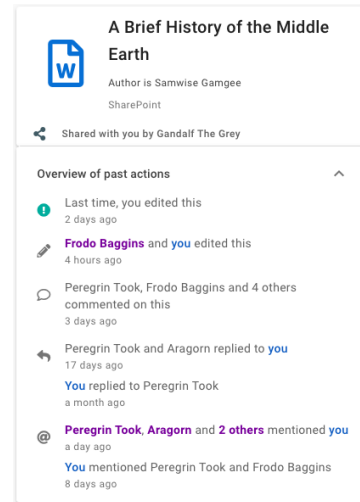 W
A Brief History of the Middle
Earth
Author is Samwise Gamgee
SharePoint
Shared with you by Gandalf The Grey
Overview of past actions
Last time, you edited this
2 days ago
Frodo Baggins and you edited this
4 hours ago
Peregrin Took, Frodo Baggins and 4 others
commented on this
3 days ago
Peregrin Took and Aragorn replied to you
17 days ago
You replied to Peregrin Took
a month ago
@ Peregrin Took, Aragorn and 2 others mentioned you
a day ago
You mentioned Peregrin Took and Frodo Baggins
8 days ago